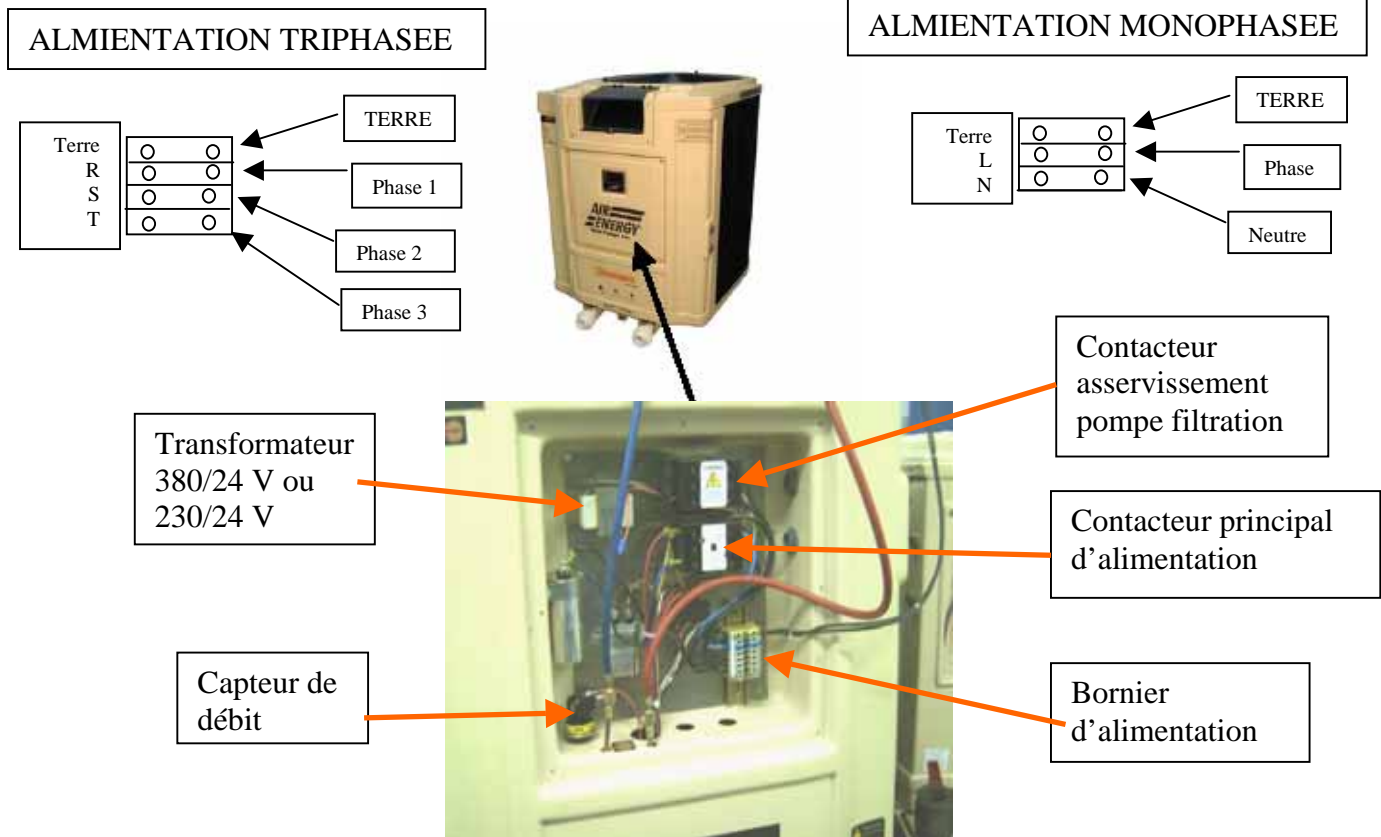 ALMIENTATION TRIPHASEE
ALMIENTATION MONOPHASEE
Terre
R
S
T
TERRE
Phase 1
Phase 2
Phase 3
AIR
ENERGY
Terre
L
N
TERRE
Phase
Neutre
Transformateur
380/24 V ou
230/24 V
Capteur de
débit
Contacteur
asservissement
pompe filtration
Contacteur principal
d’alimentation
Bornier
d’alimentation